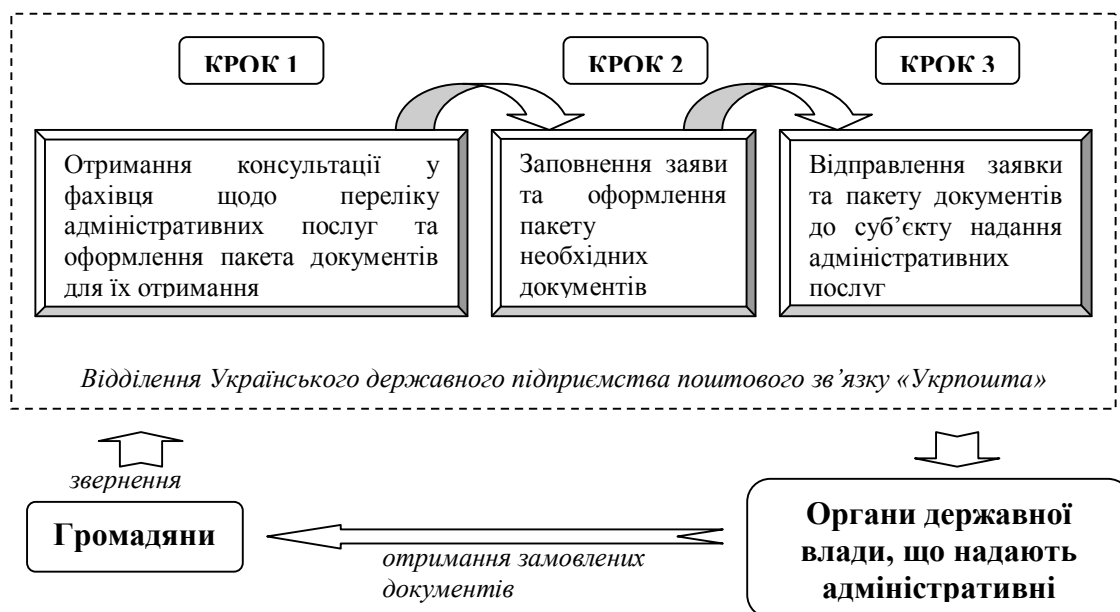 КРОК 1
КРОК 2
КРОК 3
Отримання консультації у
фахівця щодо переліку
адміністративних послуг та
оформлення пакета документів
для їх отримання
Заповнення заяви
та оформлення
пакету
необхідних
документів
Відправлення заявки
та пакету документів
до суб’єкту надання
адміністративних
послуг
Відділення Українського державного підприємства поштового зв’язку «Укрпошта»
звернення
Громадяни
отримання замовлених
документів
Органи державної
влади, що надають
адміністративні